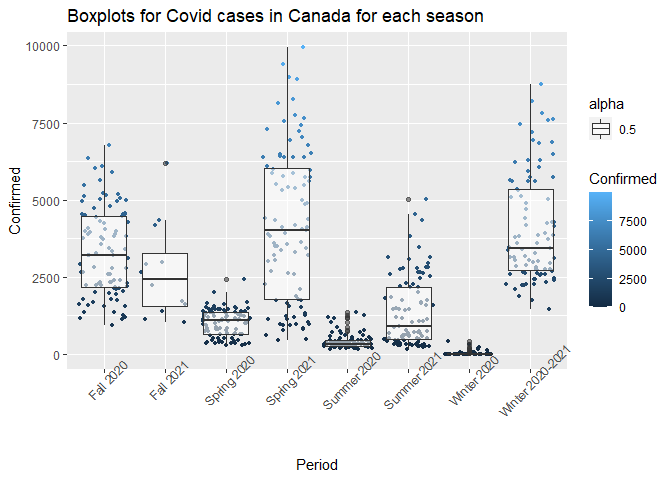 Boxplots for Covid cases in Canada for each season
Confirmed
10000
7500
5000
2500
0
Fall 2020
Fall 2021
Spring 2020
Spring 2021
Summer 2020
Summer 2021
Winter 2020
Winter 2020-2021
Period
alpha
0.5
Confirmed
7500
5000
2500
0